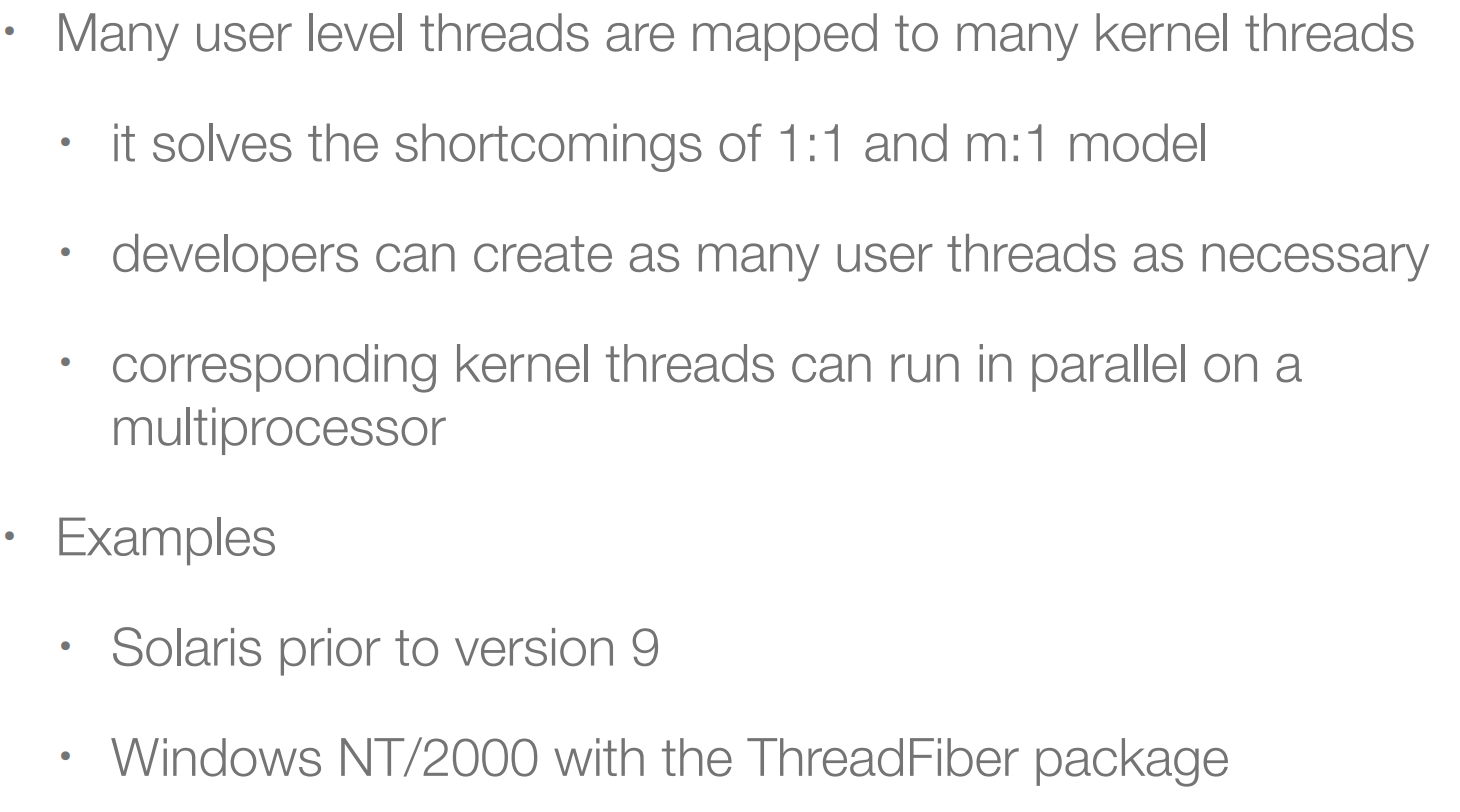 • Many user level threads are mapped to many kernel threads
• it solves the shortcomings of 1:1 and m:1 model
• developers can create as many user threads as necessary
• corresponding kernel threads can run in parallel on a
multiprocessor
• Examples
• Solaris prior to version 9
• Windows NT/2000 with the ThreadFiber package